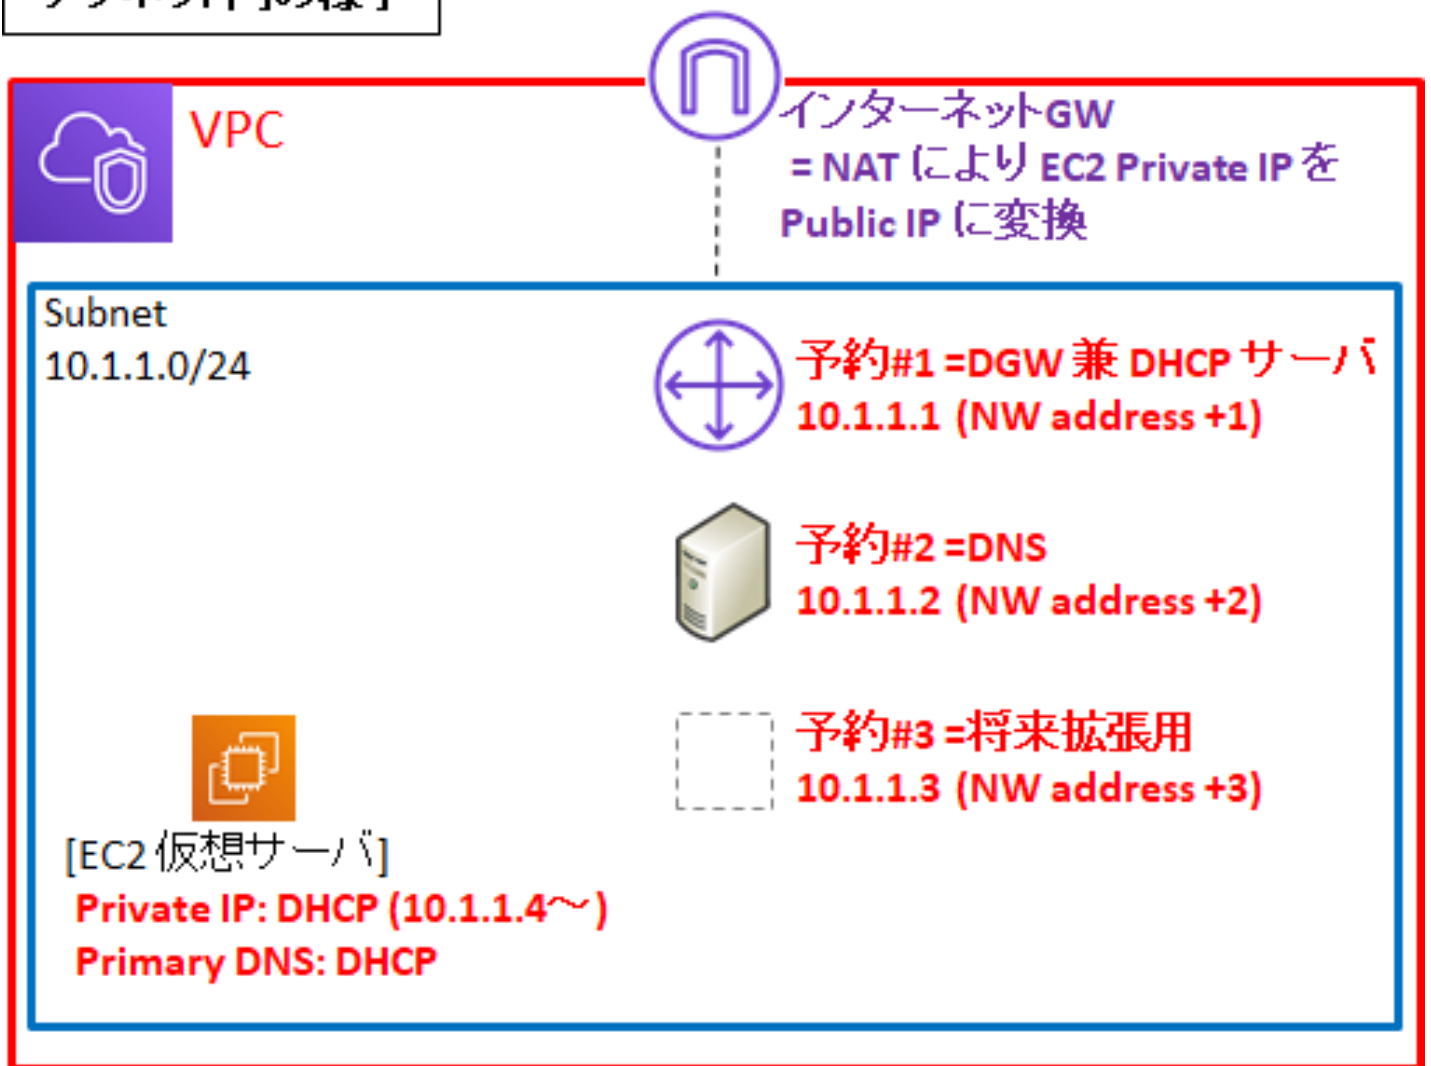 VPC
インターネットGW
= NAT により EC2 Private IP を
Public IP に変換
Subnet
10.1.1.0/24
予約#1 =DGW 兼 DHCP サーバ
10.1.1.1 (NW address +1)
予約#2 =DNS
10.1.1.2 (NW address +2)
予約#3 =将来拡張用
10.1.1.3 (NW address +3)
[EC2 仮想サーバ]
Private IP: DHCP (10.1.1.4～)
Primary DNS: DHCP